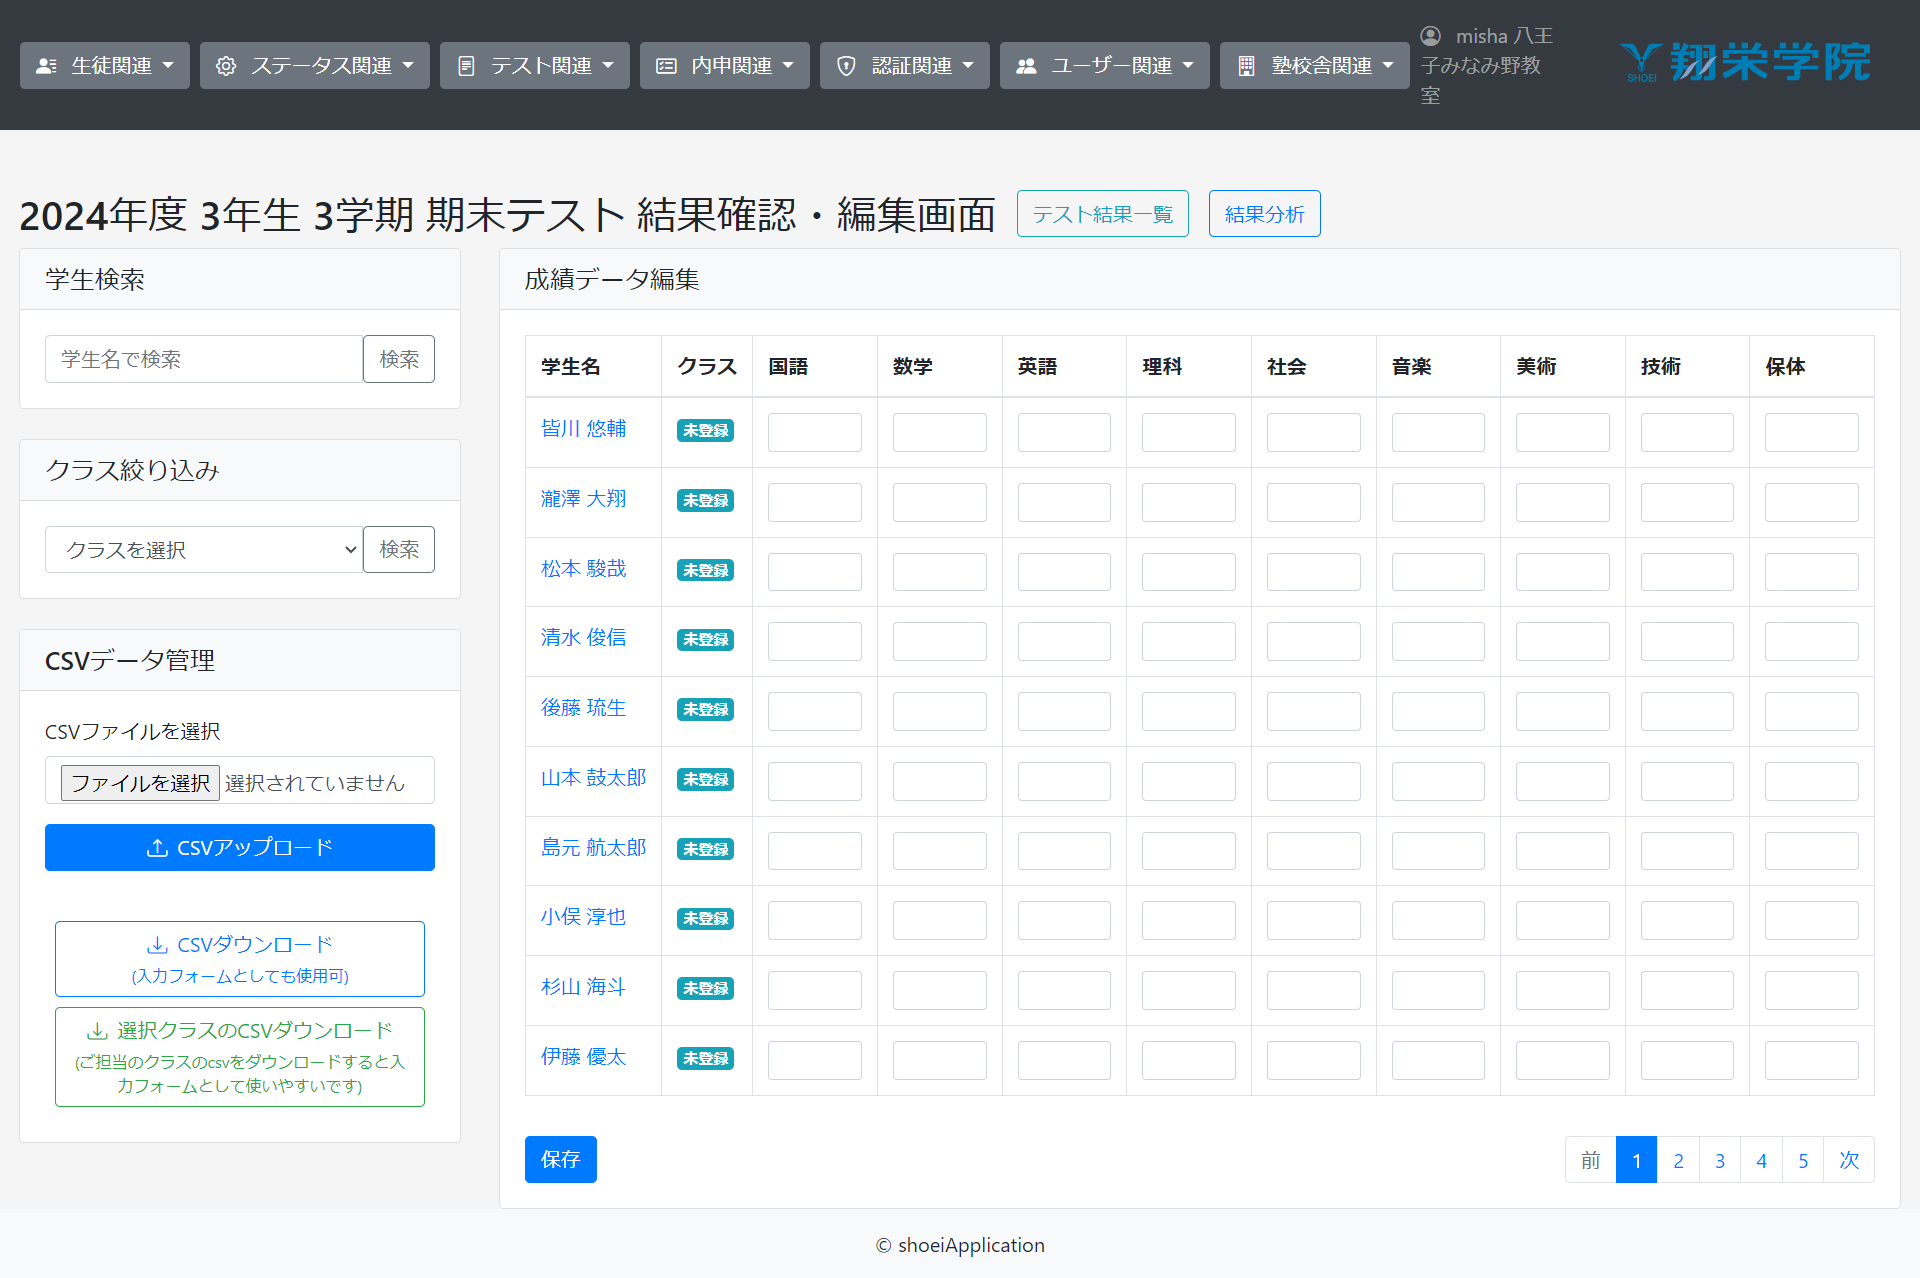 生徒関連 ステータス関連 テスト関連 内申関連 認証関連 ユーザー関連 塾校舎関連
misha 八王
子みなみ野教
室
SHOEI 翔栄学院
2024年度 3年生 3学期 期末テスト 結果確認・編集画面 テスト結果一覧 結果分析
学生検索
学生名で検索 検索
クラス絞り込み
クラスを選択 検索
CSVデータ管理
CSVファイルを選択
ファイルを選択 選択されていません
CSVアップロード
CSVダウンロード
(入力フォームとしても使用可)
選択クラスのCSVダウンロード
(ご担当のクラスのcsvをダウンロードすると入
力フォームとして使いやすいです)
成績データ編集
学生名 クラス 国語 数学 英語 理科 社会 音楽 美術 技術 保体
皆川 悠輔 未登録
瀧澤 大翔 未登録
松本 駿哉 未登録
清水 俊信 未登録
後藤 琉生 未登録
山本 鼓太郎 未登録
島元 航太郎 未登録
小俣 淳也 未登録
杉山 海斗 未登録
伊藤 優太 未登録
保存
前 1 2 3 4 5 次
© shoeiApplication